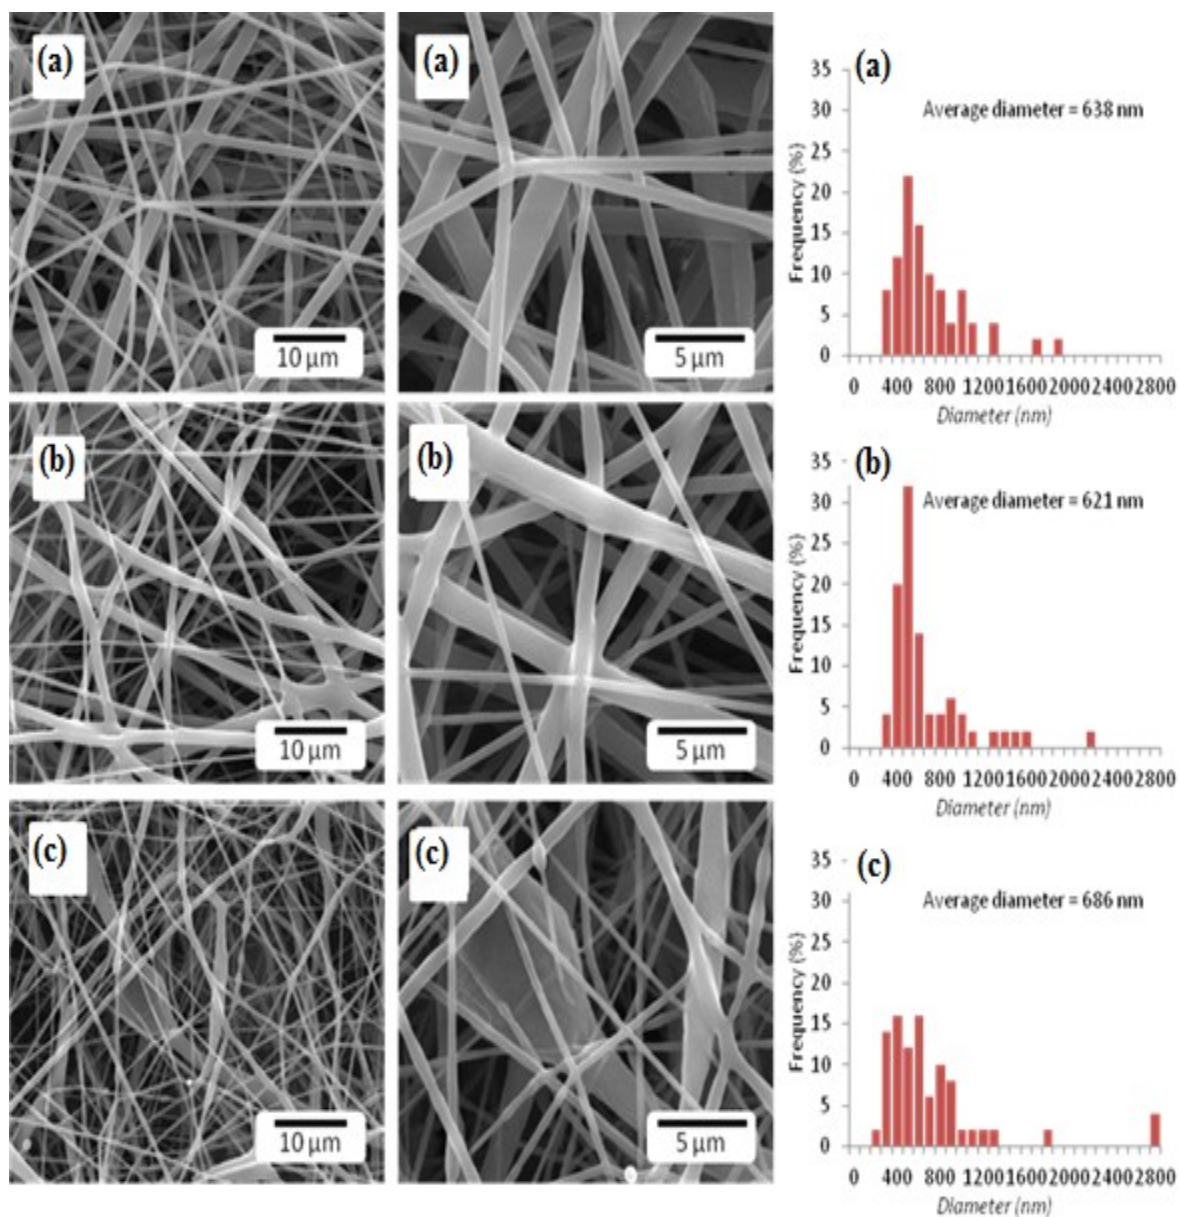 (a)
10 µm
(a)
5 µm
(a)
35
30
25
20
15
10
5
0
Frequency (%)
Average diameter = 638 nm
0 400 800 1200 1600 2000 2400 2800
Diameter (nm)
(b)
10 µm
(b)
5 µm
(b)
35
30
25
20
15
10
5
0
Frequency (%)
Average diameter = 621 nm
0 400 800 1200 1600 2000 2400 2800
Diameter (nm)
(c)
10 µm
(c)
5 µm
(c)
35
30
25
20
15
10
5
0
Frequency (%)
Average diameter = 686 nm
0 400 800 1200 1600 2000 2400 2800
Diameter (nm)